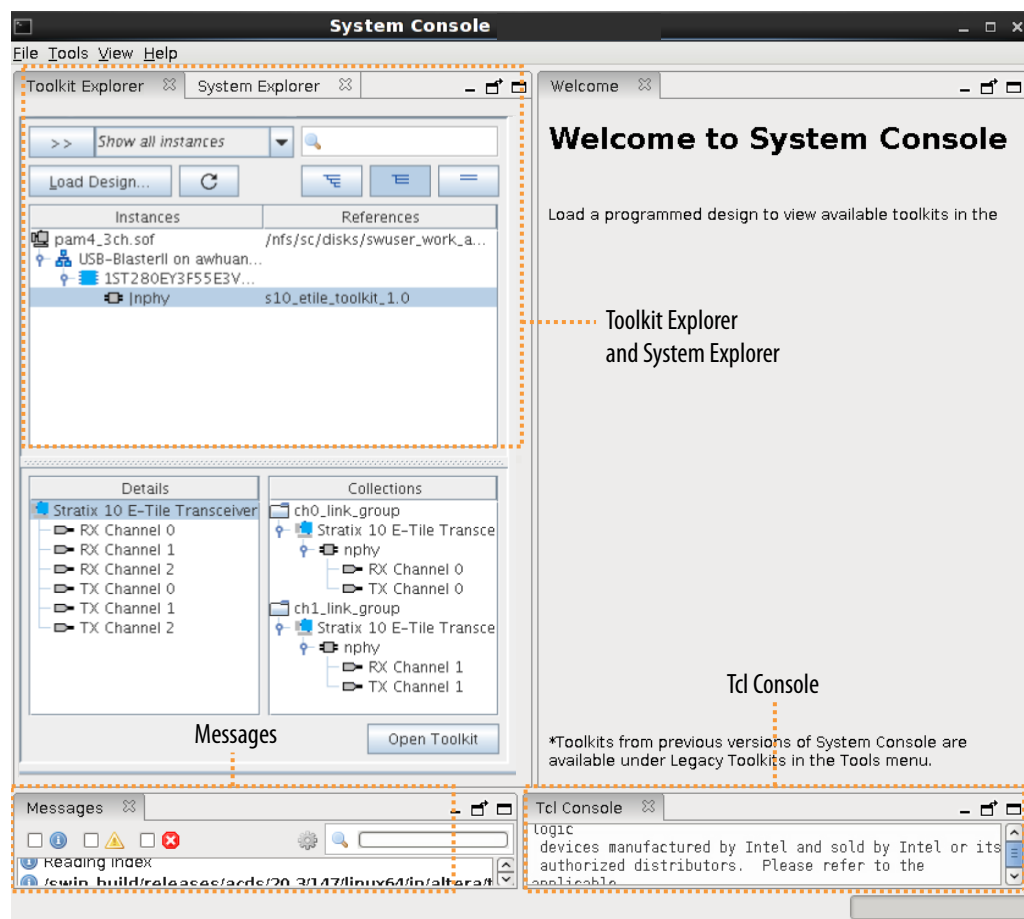 System Console
File Tools View Help
Toolkit Explorer System Explorer
Welcome
>> Show all instances
Load Design...
Instances References
pam4_3ch.sof /nfs/sc/disks/swuser_work_a...
USB-BlasterII on awhuan...
1ST280EY3F55E3V...
|nphy s10_etile_toolkit_1.0
Welcome to System Console
Load a programmed design to view available toolkits in the
Toolkit Explorer
and System Explorer
Details
Stratix 10 E-Tile Transceiver
RX Channel 0
RX Channel 1
RX Channel 2
TX Channel 0
TX Channel 1
TX Channel 2
Collections
ch0_link_group
Stratix 10 E-Tile Transce
nphy
RX Channel 0
TX Channel 0
ch1_link_group
Stratix 10 E-Tile Transce
nphy
RX Channel 1
TX Channel 1
Open Toolkit
Messages
Tcl Console
*Toolkits from previous versions of System Console are
available under Legacy Toolkits in the Tools menu.
Messages
Reading index
/swip_build/releases/acds/20.3/147/linux64/ip/altera/t
Tcl Console
logic
devices manufactured by Intel and sold by Intel or its
authorized distributors. Please refer to the
applicable